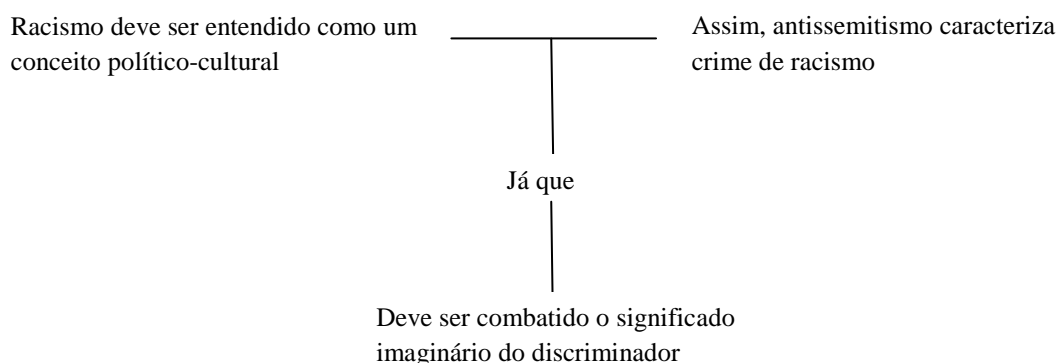 Racismo deve ser entendido como um
conceito político-cultural
Assim, antissemitismo caracteriza
crime de racismo
Já que
Deve ser combatido o significado
imaginário do discriminador